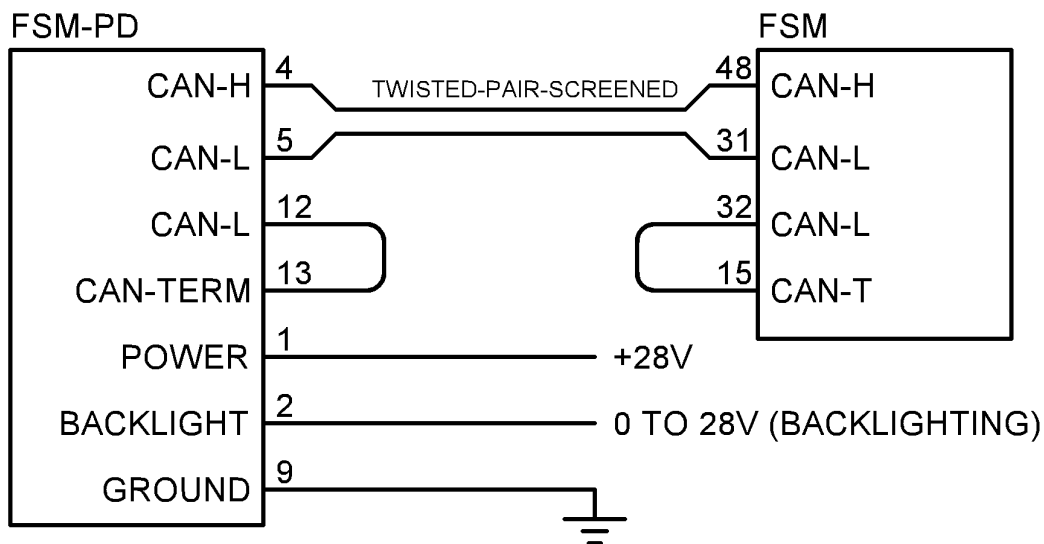 FSM-PD
FSM
4
48
CAN-H
TWISTED-PAIR-SCREENED
CAN-H
5
31
CAN-L
CAN-L
12
32
CAN-L
CAN-L
13
15
CAN-TERM
CAN-T
1
POWER
+28V
2
BACKLIGHT
0 TO 28V (BACKLIGHTING)
9
GROUND